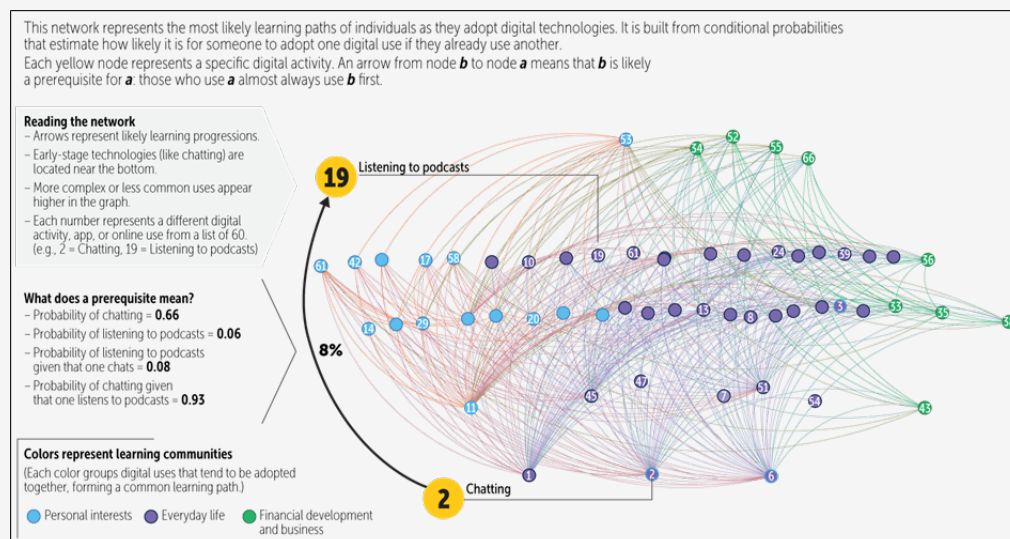 This network represents the most likely learning paths of individuals as they adopt digital technologies. It is built from conditional probabilities
that estimate how likely it is for someone to adopt one digital use if they already use another.
Each yellow node represents a specific digital activity. An arrow from node b to node a means that b is likely
a prerequisite for a: those who use a almost always use b first.
Reading the network
– Arrows represent likely learning progressions.
– Early-stage technologies (like chatting) are
located near the bottom.
– More complex or less common uses appear
higher in the graph.
– Each number represents a different digital
activity, app, or online use from a list of 60.
(e.g., 2 = Chatting, 19 = Listening to podcasts)
What does a prerequisite mean?
– Probability of chatting = 0.66
– Probability of listening to podcasts = 0.06
– Probability of listening to podcasts
given that one chats = 0.08
– Probability of chatting given
that one listens to podcasts = 0.93
Colors represent learning communities
(Each color groups digital uses that tend to be adopted
together, forming a common learning path.)
Personal interests
Everyday life
Financial development
and business
19
Listening to podcasts
8%
2
Chatting
53
34
52
55
66
61
42
17
58
10
19
61
24
39
36
14
29
20
13
8
3
33
35
11
45
47
7
51
54
43
1
2
6